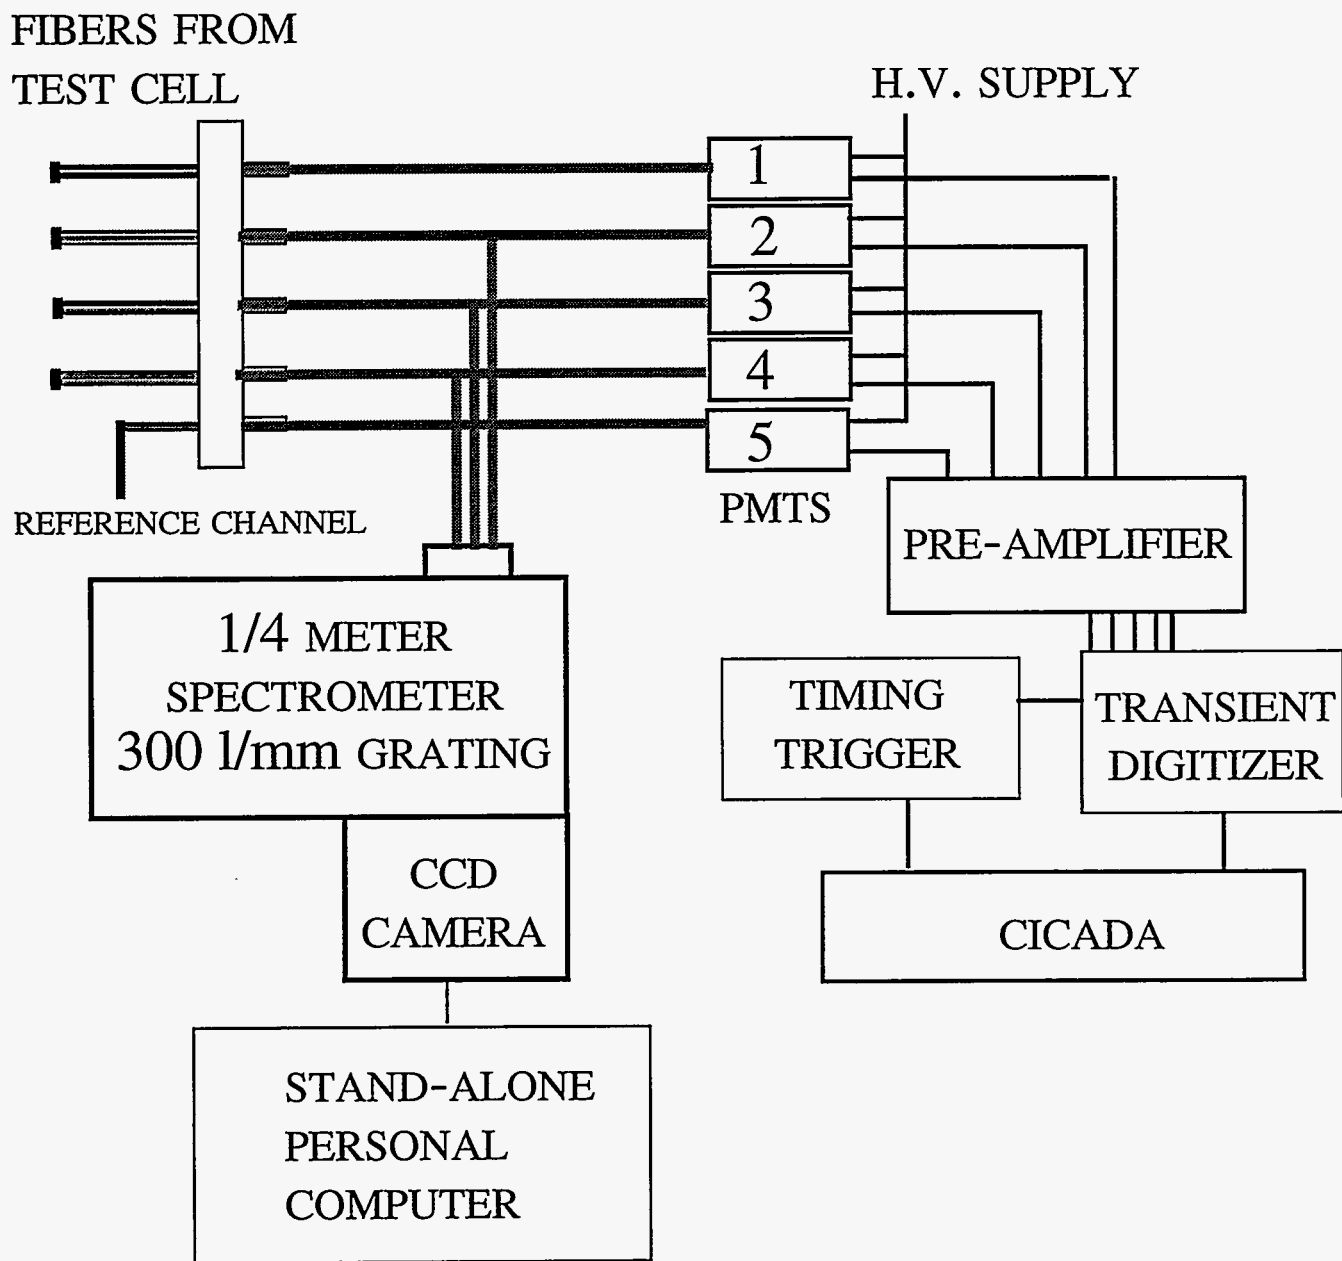 FIBERS FROM
TEST CELL
H.V. SUPPLY
1
2
3
4
5
PMTS
REFERENCE CHANNEL
PRE-AMPLIFIER
1/4 METER
SPECTROMETER
300 l/mm GRATING
TIMING
TRIGGER
TRANSIENT
DIGITIZER
CCD
CAMERA
CICADA
STAND-ALONE
PERSONAL
COMPUTER